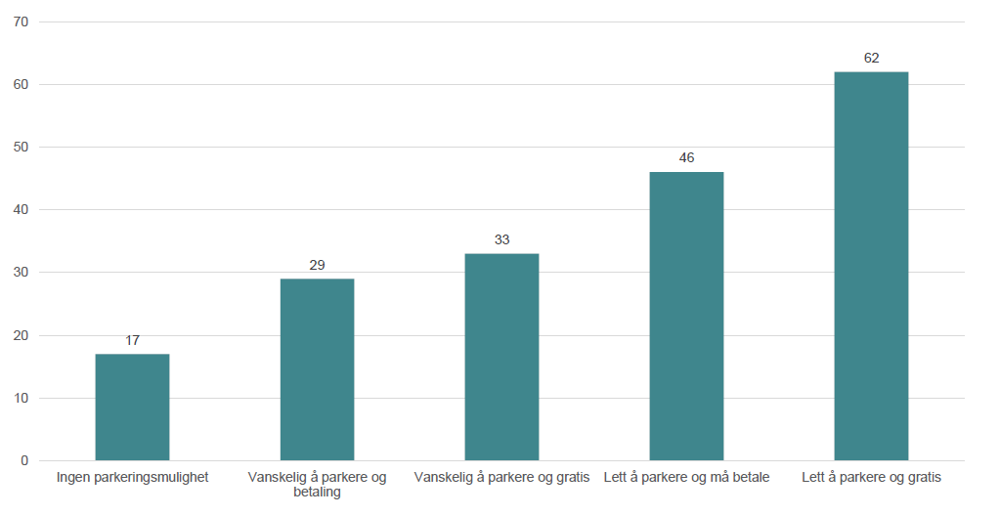 70
60
50
40
30
20
10
0
17
29
33
46
62
Ingen parkeringsmulighet
Vanskelig å parkere og
betaling
Vanskelig å parkere og gratis
Lett å parkere og må betale
Lett å parkere og gratis